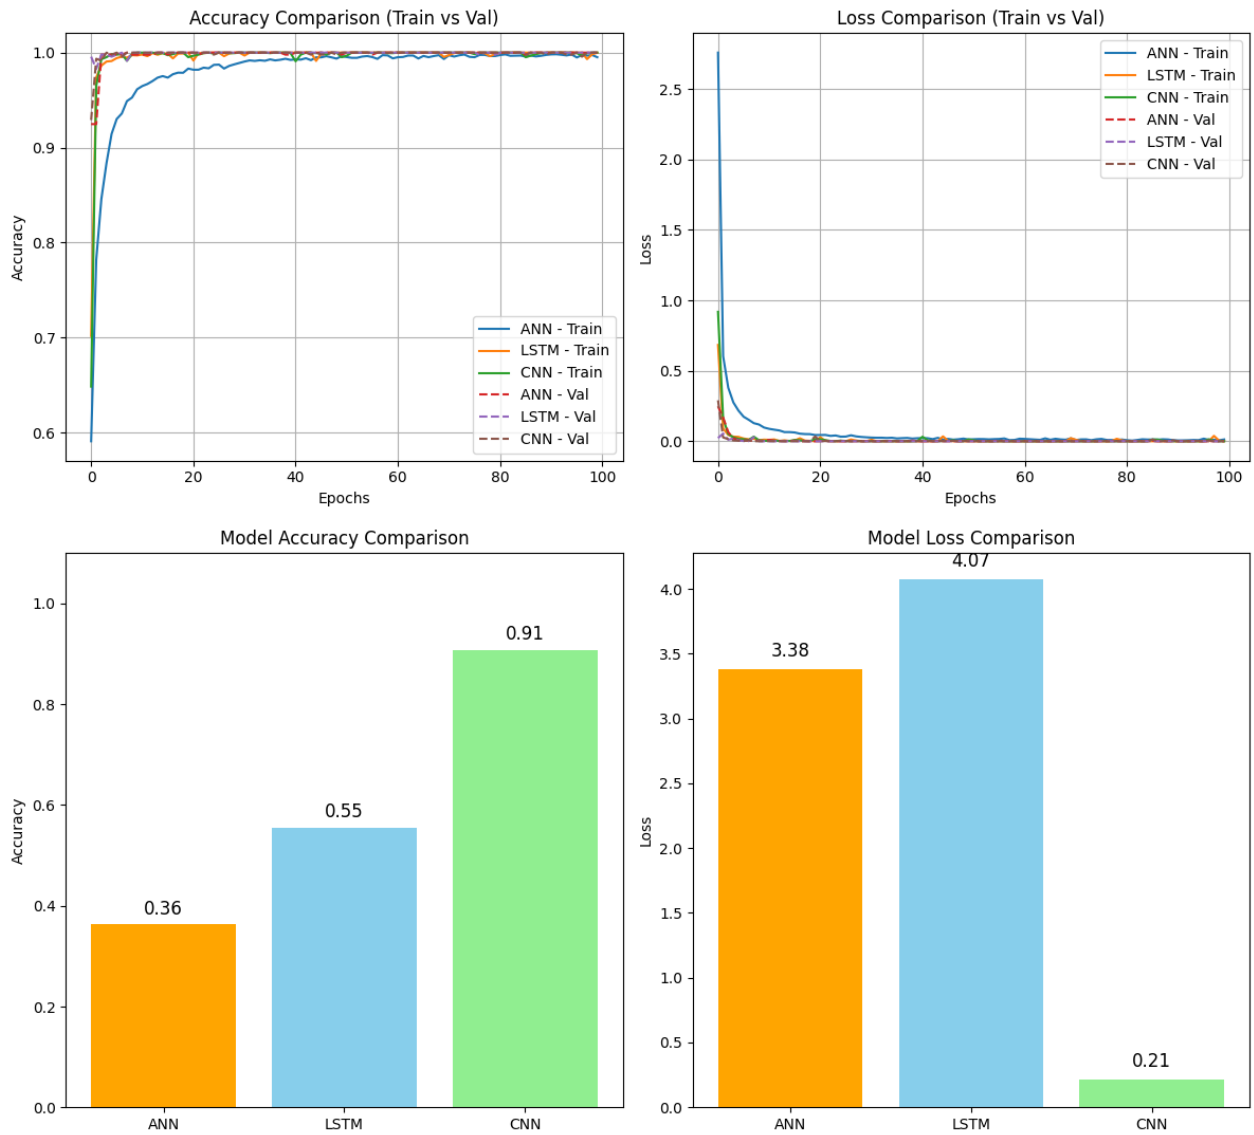 Accuracy Comparison (Train vs Val)
1.0
0.9
0.8
0.7
0.6
Accuracy
0
20
40
60
80
100
Epochs
ANN - Train
LSTM - Train
CNN - Train
ANN - Val
LSTM - Val
CNN - Val
Loss Comparison (Train vs Val)
2.5
2.0
1.5
1.0
0.5
0.0
Loss
0
20
40
60
80
100
Epochs
ANN - Train
LSTM - Train
CNN - Train
ANN - Val
LSTM - Val
CNN - Val
Model Accuracy Comparison
1.0
0.8
0.6
0.4
0.2
0.0
Accuracy
0.36
0.55
0.91
ANN
LSTM
CNN
Model Loss Comparison
4.0
3.5
3.0
2.5
2.0
1.5
1.0
0.5
0.0
Loss
3.38
4.07
0.21
ANN
LSTM
CNN